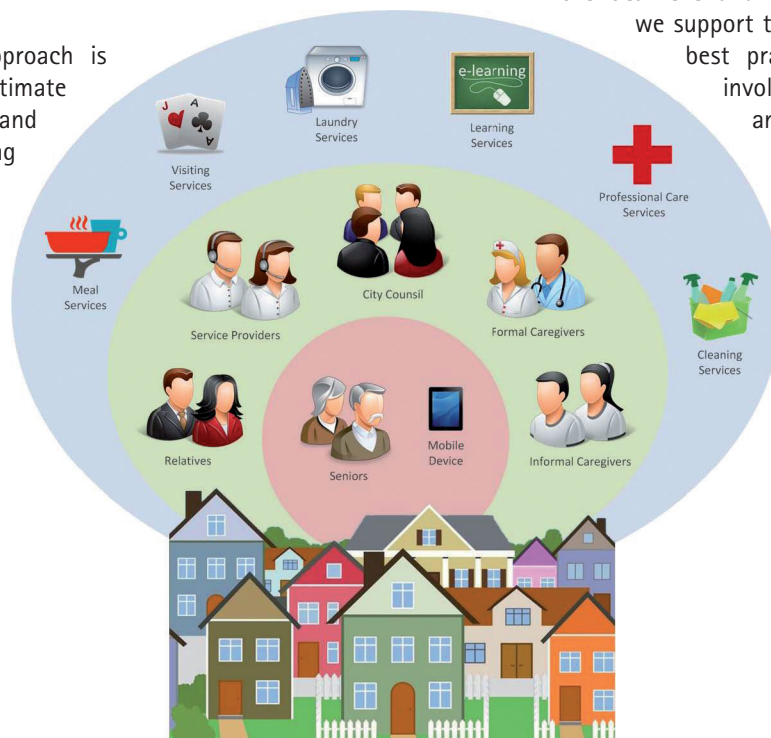 pproach is
timate
and
ng
we support t
best pra
invol
ar
J
A
A
Visiting
Services
Laundry
Services
e-learning
Learning
Services
Professional Care
Services
Meal
Services
Cleaning
Services
Service Providers
City Counsil
Formal Caregivers
Relatives
Seniors
Mobile
Device
Informal Caregivers